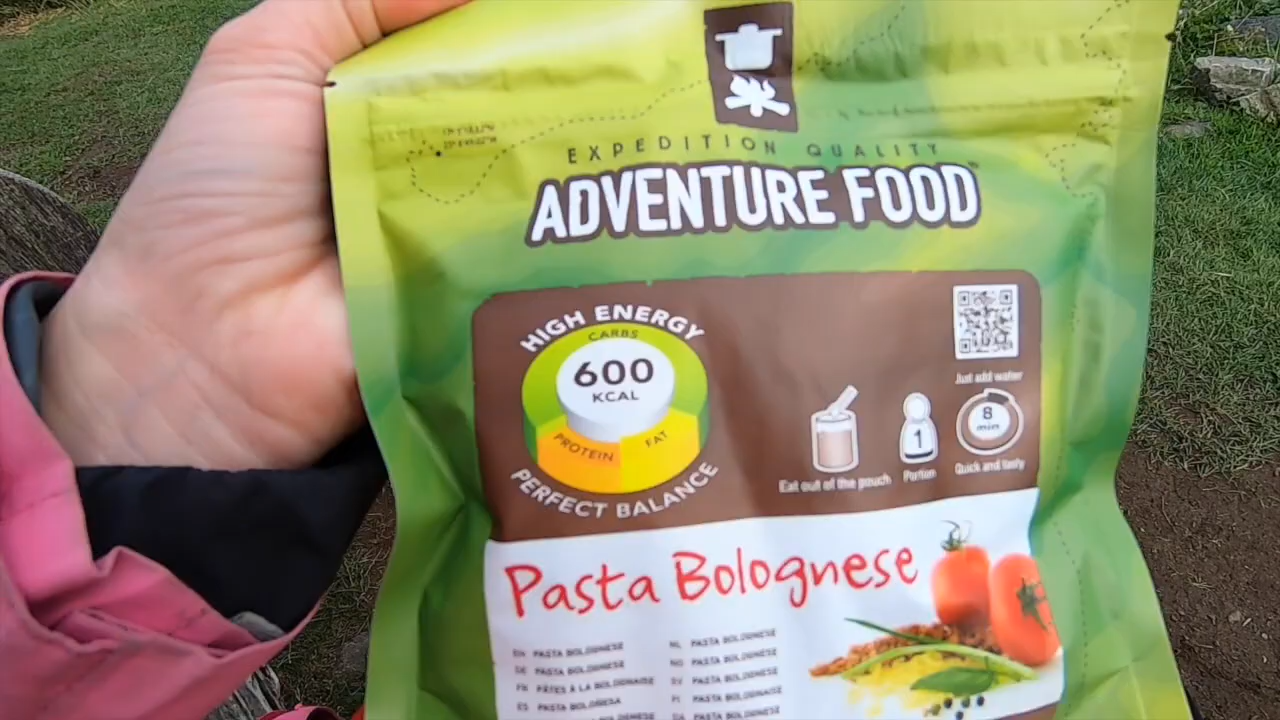 EXPEDITION QUALITY
ADVENTURE FOOD
HIGH ENERGY
CARBS
600
KCAL
PROTEIN
FAT
PERFECT BALANCE
Just add water
8
min
Quick and tasty
1
Portion
Eat out of the pouch
Pasta Bolognese
EN PASTA BOLOGNESE
DE PASTA BOLOGNESE
FR PÂTES À LA BOLOGNAISE
ES PASTA BOLOGNESA
NL PASTA BOLOGNESE
NO PASTA BOLOGNESE
SV PASTA BOLOGNESE
FI PASTA BOLOGNAISE
DA PASTA BOLOGNESE